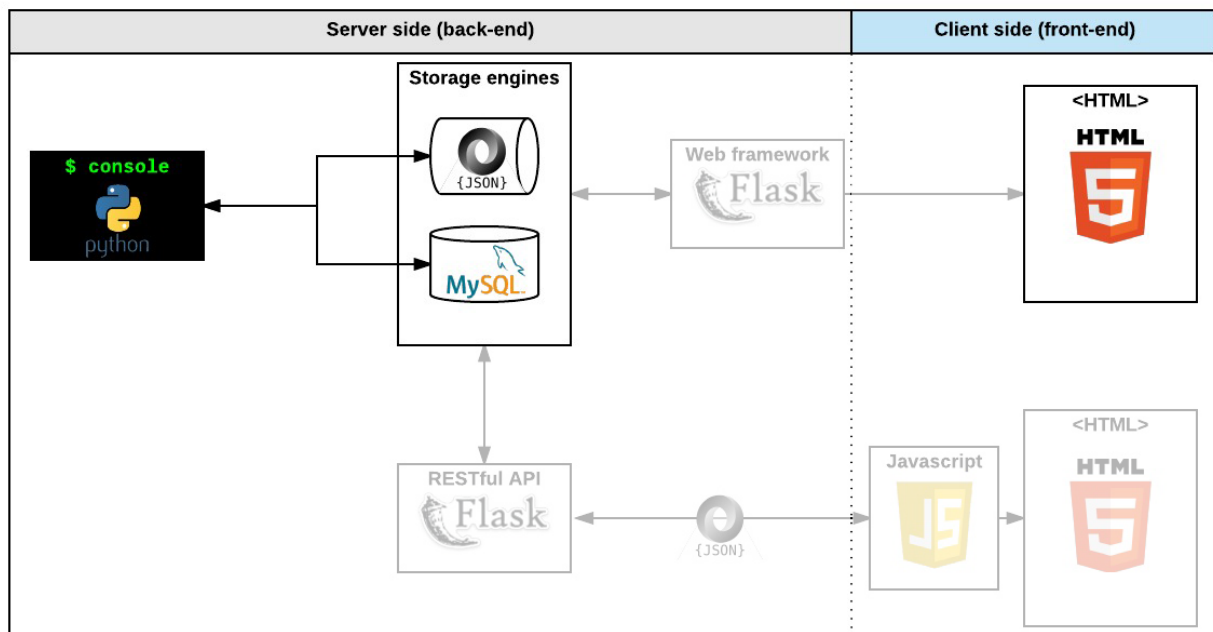 Server side (back-end)
Client side (front-end)
Storage engines
<HTML>
$ console
python
{JSON}
Web framework
Flask
HTML
5
MySQL
RESTful API
Flask
{JSON}
Javascript
JS
<HTML>
HTML
5